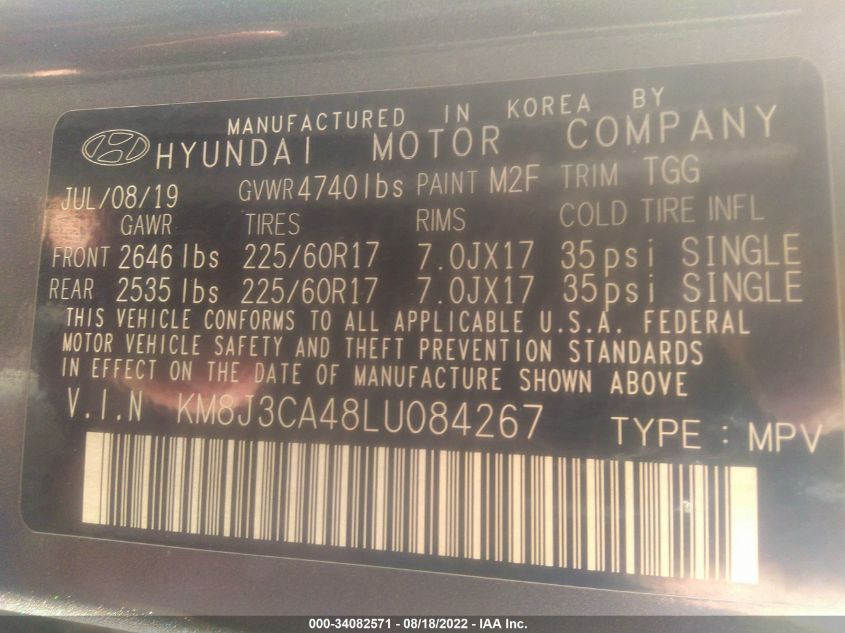 MANUFACTURED IN KOREA BY
HYUNDAI MOTOR COMPANY
JUL/08/19 GVWR 4740lbs PAINT M2F TRIM TGG
GAWR TIRES RIMS COLD TIRE INFL
FRONT 2646 lbs 225/60R17 7.0JX17 35psi SINGLE
REAR 2535 lbs 225/60R17 7.0JX17 35psi SINGLE
THIS VEHICLE CONFORMS TO ALL APPLICABLE U.S.A. FEDERAL
MOTOR VEHICLE SAFETY AND THEFT PREVENTION STANDARDS
IN EFFECT ON THE DATE OF MANUFACTURE SHOWN ABOVE
V.I.N KM8J3CA48LU084267 TYPE : MPV
000-34082571 - 08/18/2022 - IAA Inc.